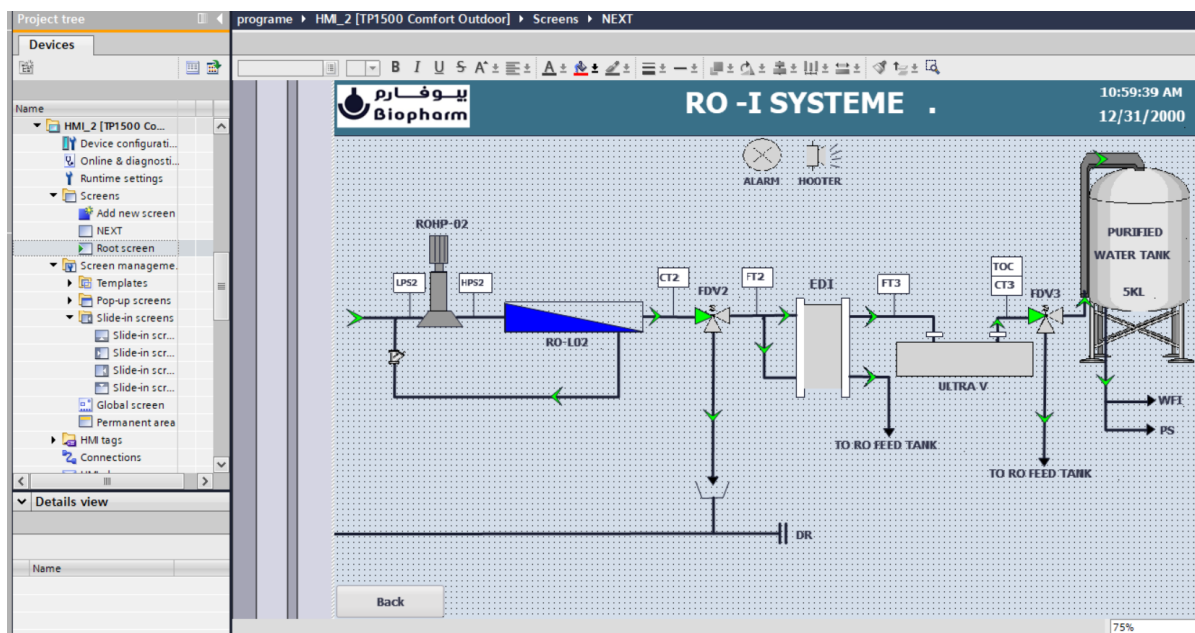 Project tree
programe ▸ HMI_2 [TP1500 Comfort Outdoor] ▸ Screens ▸ NEXT
Devices
B I U S A
Name
HMI_2 [TP1500 Co...
Device configurati...
Online & diagnosti...
Runtime settings
Screens
Add new screen
NEXT
Root screen
Screen manageme.
Templates
Pop-up screens
Slide-in screens
Slide-in scr...
Slide-in scr...
Slide-in scr...
Slide-in scr...
Global screen
Permanent area
HMI tags
Connections
Details view
Name
بيوفارم
Biopharm
RO -I SYSTEME .
10:59:39 AM
12/31/2000
ALARM
HOOTER
ROHP-02
LPS2
HPS2
RO-L02
CT2
FDV2
FT2
EDI
FT3
TOC
CT3
FDV3
ULTRA V
PURIFIED
WATER TANK
5KL
WFI
PS
TO RO FEED TANK
TO RO FEED TANK
DR
Back
75%